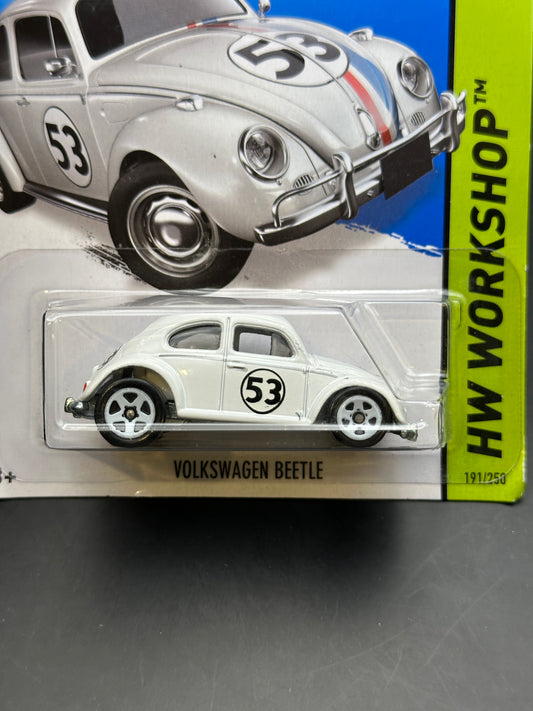 53
53
HW WORKSHOP™
53
VOLKSWAGEN BEETLE
191/250